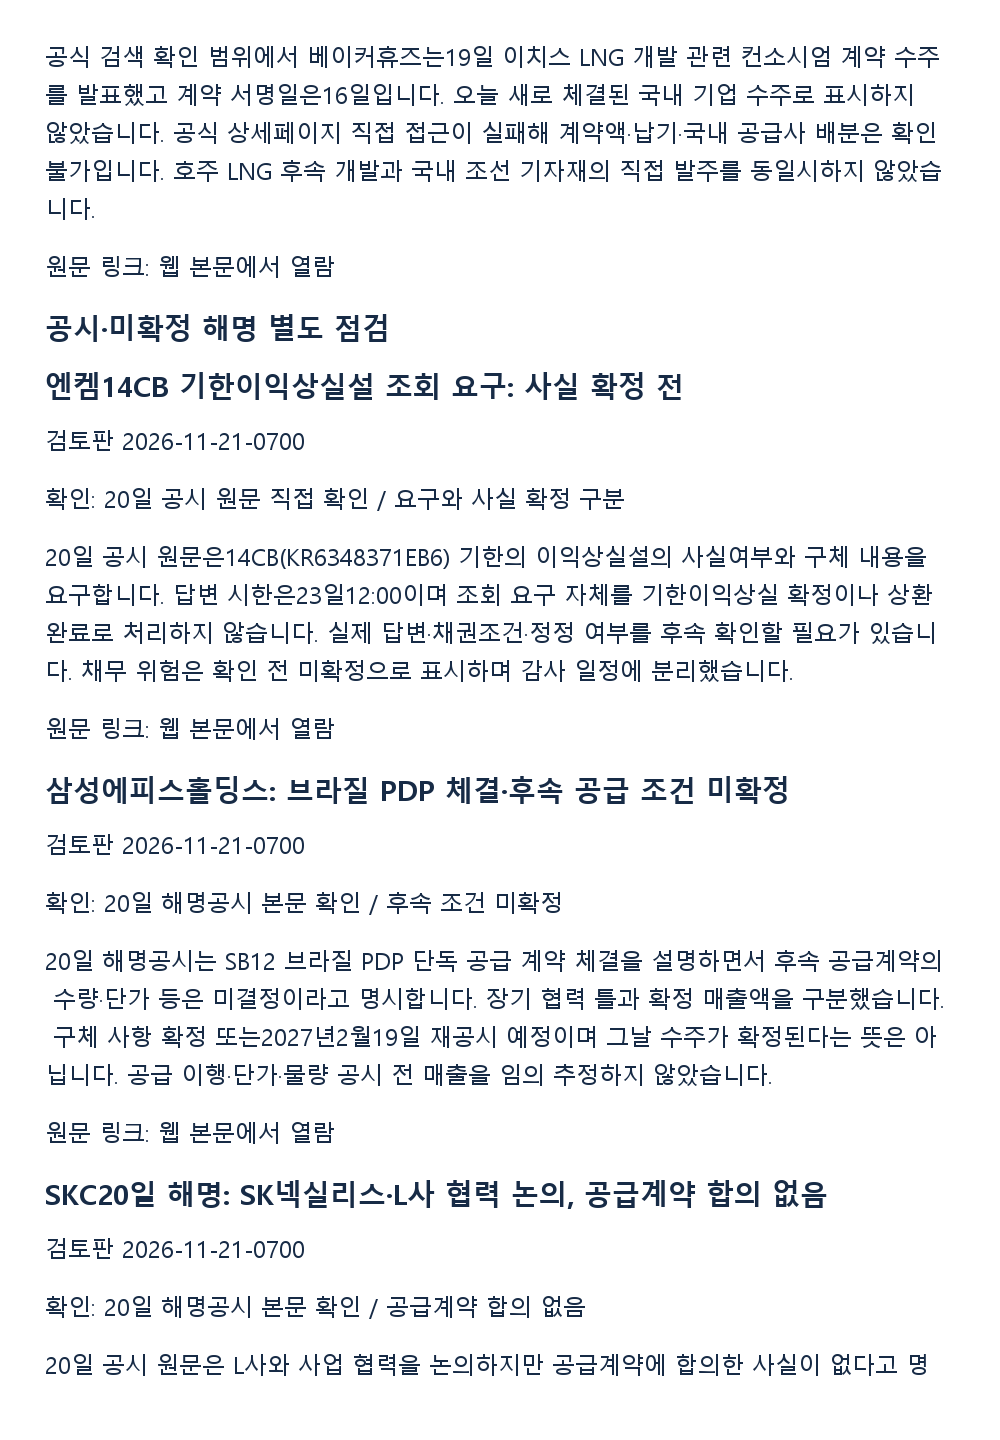 공식 검색 확인 범위에서 베이커휴즈는19일 이치스 LNG 개발 관련 컨소시엄 계약 수주
를 발표했고 계약 서명일은16일입니다. 오늘 새로 체결된 국내 기업 수주로 표시하지
않았습니다. 공식 상세페이지 직접 접근이 실패해 계약액·납기·국내 공급사 배분은 확인
불가입니다. 호주 LNG 후속 개발과 국내 조선 기자재의 직접 발주를 동일시하지 않았습
니다.
원문 링크: 웹 본문에서 열람
공시·미확정 해명 별도 점검
엔켐14CB 기한이익상실설 조회 요구: 사실 확정 전
검토판 2026-11-21-0700
확인: 20일 공시 원문 직접 확인 / 요구와 사실 확정 구분
20일 공시 원문은14CB(KR6348371EB6) 기한의 이익상실설의 사실여부와 구체 내용을
요구합니다. 답변 시한은23일12:00이며 조회 요구 자체를 기한이익상실 확정이나 상환
완료로 처리하지 않습니다. 실제 답변·채권조건·정정 여부를 후속 확인할 필요가 있습니
다. 채무 위험은 확인 전 미확정으로 표시하며 감사 일정에 분리했습니다.
원문 링크: 웹 본문에서 열람
삼성에피스홀딩스: 브라질 PDP 체결·후속 공급 조건 미확정
검토판 2026-11-21-0700
확인: 20일 해명공시 본문 확인 / 후속 조건 미확정
20일 해명공시는 SB12 브라질 PDP 단독 공급 계약 체결을 설명하면서 후속 공급계약의
수량·단가 등은 미결정이라고 명시합니다. 장기 협력 틀과 확정 매출액을 구분했습니다.
구체 사항 확정 또는2027년2월19일 재공시 예정이며 그날 수주가 확정된다는 뜻은 아
닙니다. 공급 이행·단가·물량 공시 전 매출을 임의 추정하지 않았습니다.
원문 링크: 웹 본문에서 열람
SKC20일 해명: SK넥실리스·L사 협력 논의, 공급계약 합의 없음
검토판 2026-11-21-0700
확인: 20일 해명공시 본문 확인 / 공급계약 합의 없음
20일 공시 원문은 L사와 사업 협력을 논의하지만 공급계약에 합의한 사실이 없다고 명